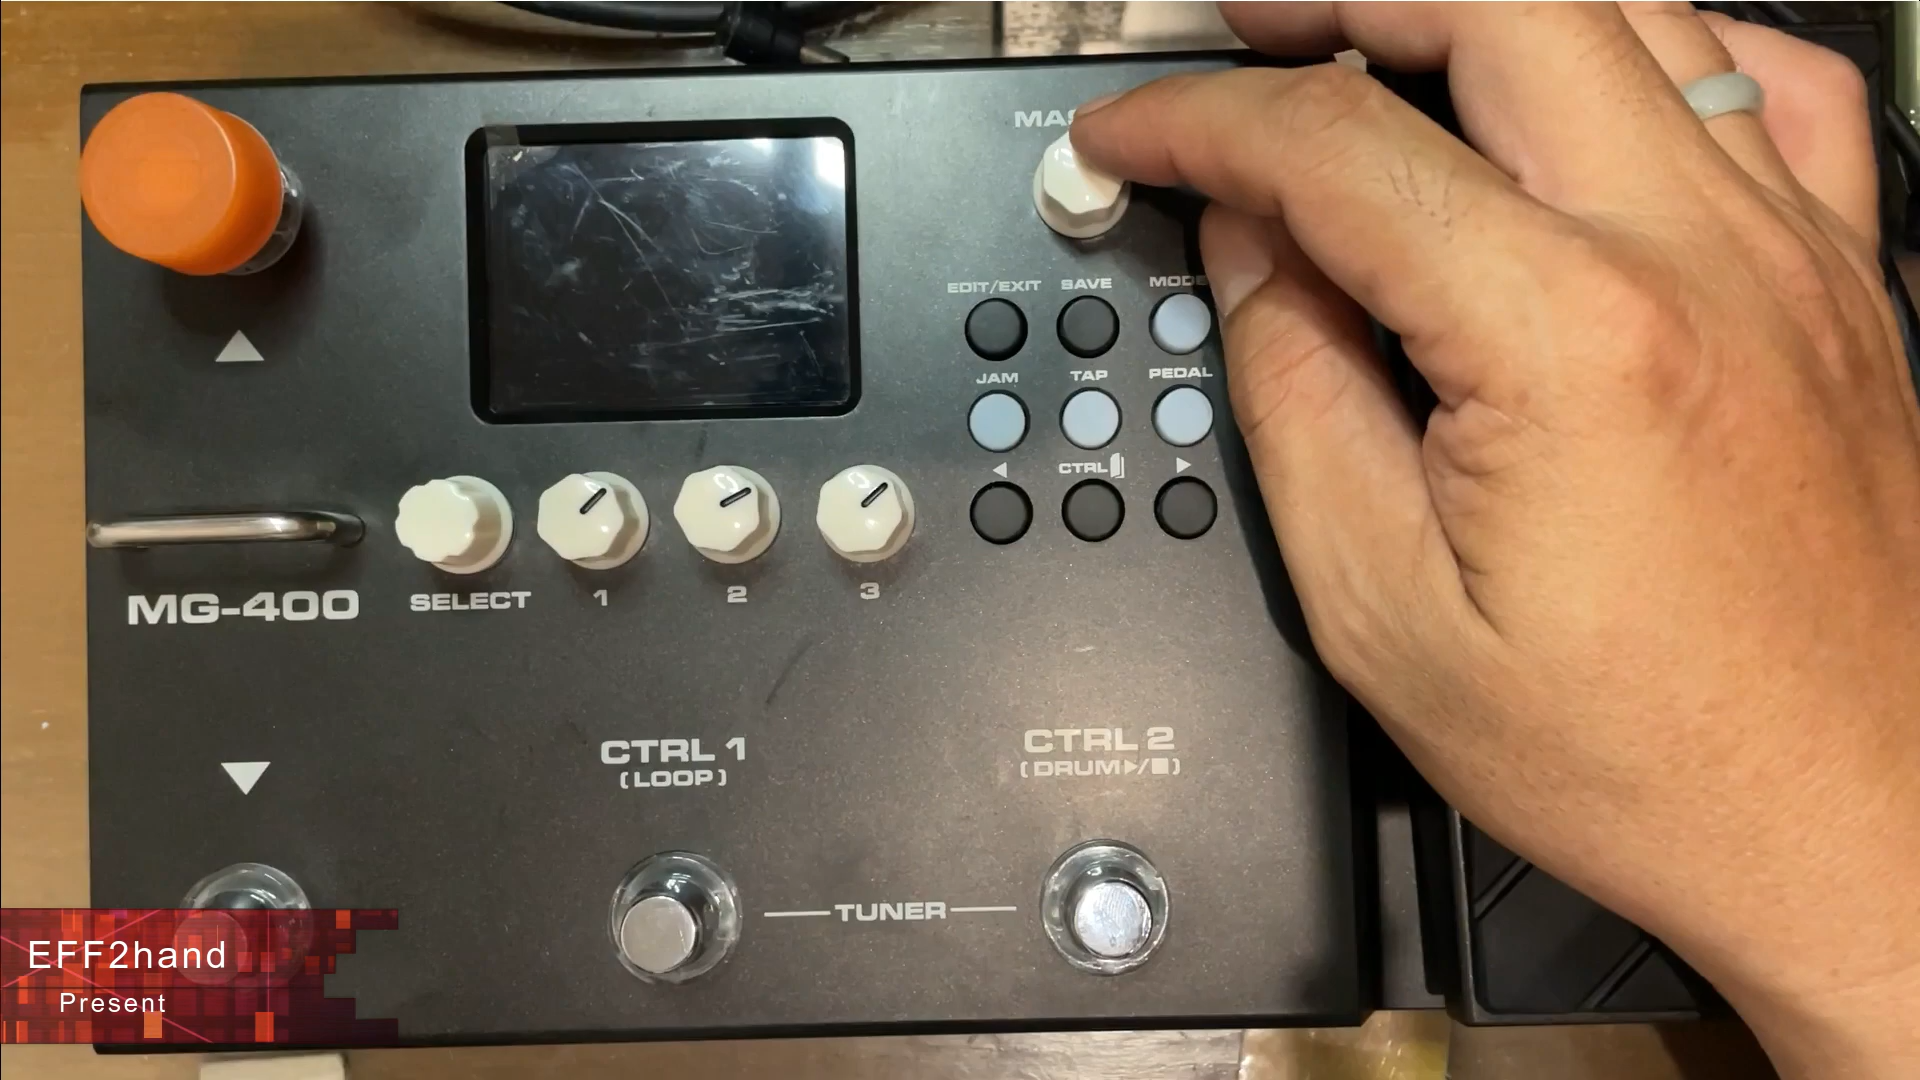 EDIT/EXIT SAVE MODE
JAM TAP PEDAL
CTRL
MG-400
SELECT 1 2 3
CTRL 1
(LOOP)
CTRL 2
(DRUM▶/■)
TUNER
EFF2hand
Present